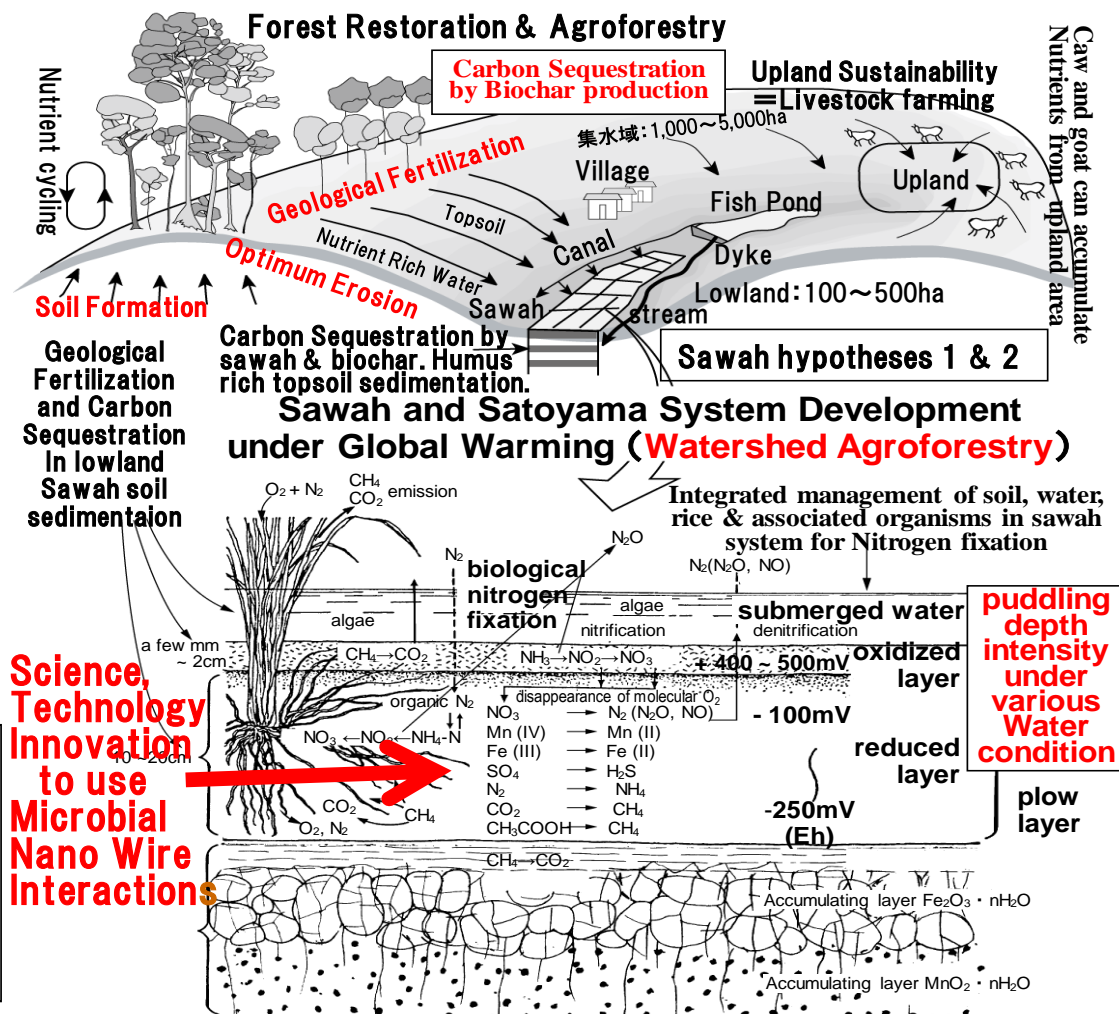 Forest Restoration & Agroforestry
Carbon Sequestration
by Biochar production
Upland Sustainability
=Livestock farming
Caw and goat can accumulate
Nutrients from upland area
Nutrient cycling
集水域:1,000～5,000ha
Village
Upland
Fish Pond
Geological Fertilization
Topsoil
Canal
Nutrient Rich Water
Dyke
Optimum Erosion
Lowland:100～500ha
Soil Formation
Sawah
stream
Carbon Sequestration by
sawah & biochar. Humus
rich topsoil sedimentation.
Sawah hypotheses 1 & 2
Geological
Fertilization
and Carbon
Sequestration
In lowland
Sawah soil
sedimentaion
Sawah and Satoyama System Development
under Global Warming (Watershed Agroforestry)
Integrated management of soil, water,
rice & associated organisms in sawah
system for Nitrogen fixation
O₂ + N₂
CH₄
CO₂ emission
N₂O
N₂
N₂(N₂O, NO)
biological
nitrogen
fixation
algae
algae
submerged water
nitrification
denitrification
a few mm
~ 2cm
CH₄→CO₂
NH₃→NO₂→NO₃
+ 400 ~ 500mV
oxidized
layer
puddling
depth
intensity
under
various
Water
condition
disappearance of molecular O₂
organic N₂
NO₃ ←NO₂←NH₄-N
NO₃ → N₂ (N₂O, NO)
- 100mV
Mn (IV) → Mn (II)
Fe (III) → Fe (II)
SO₄ → H₂S
N₂ → NH₄
CO₂ → CH₄
CH₃COOH → CH₄
reduced
layer
-250mV
(Eh)
plow
layer
10 ~ 20cm
CO₂
CH₄
O₂, N₂
Science,
Technology
Innovation
to use
Microbial
Nano Wire
Interactions
CH₄→CO₂
Accumulating layer Fe₂O₃・nH₂O
Accumulating layer MnO₂・nH₂O